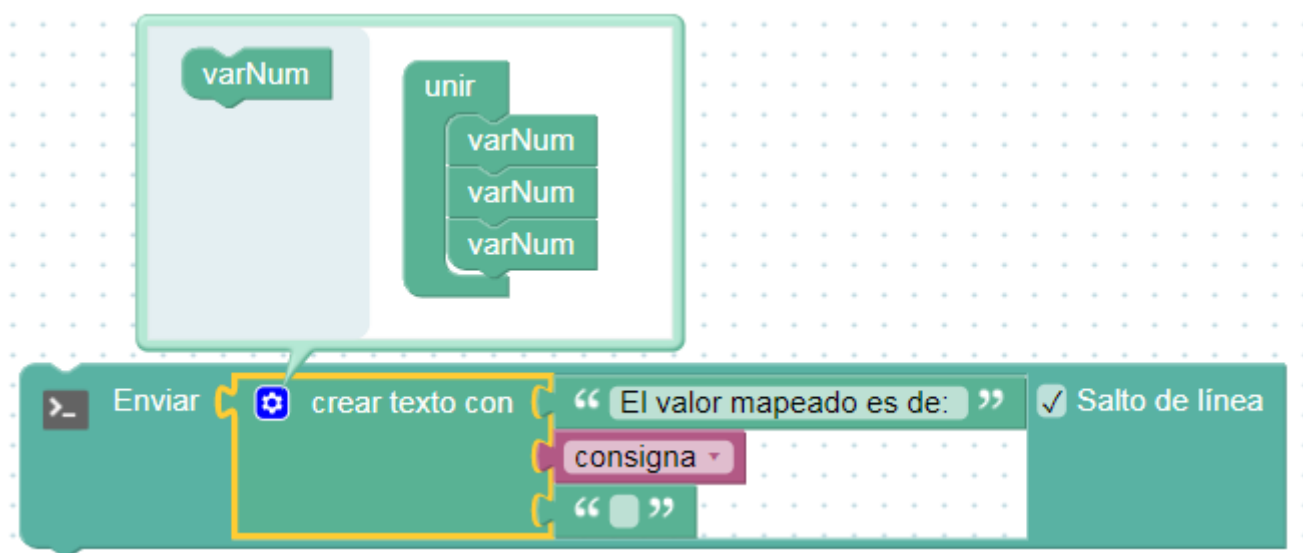 varNum
unir
varNum
varNum
varNum
>_ Enviar crear texto con “ El valor mapeado es de: ” ✓ Salto de línea
consigna
“ ”